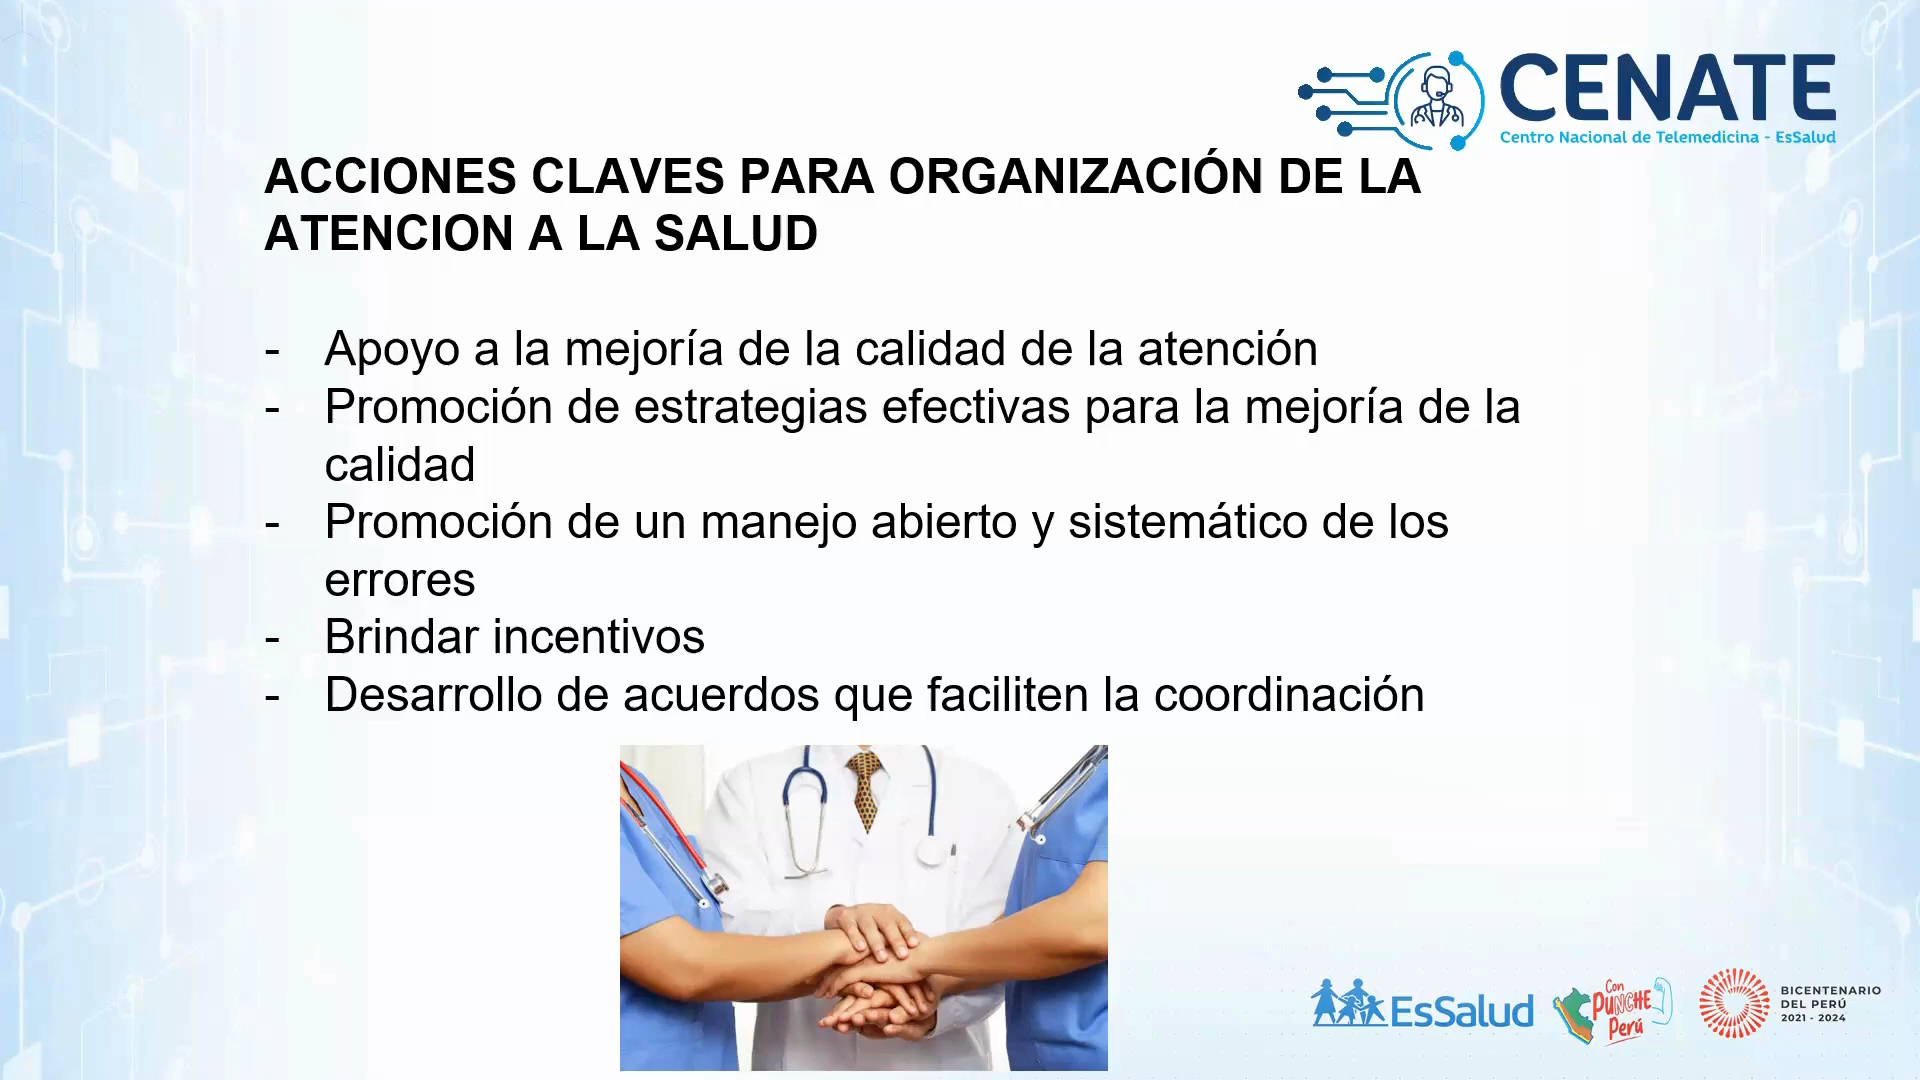 CENATE
Centro Nacional de Telemedicina - EsSalud
ACCIONES CLAVES PARA ORGANIZACIÓN DE LA
ATENCION A LA SALUD
- Apoyo a la mejoría de la calidad de la atención
- Promoción de estrategias efectivas para la mejoría de la
calidad
- Promoción de un manejo abierto y sistemático de los
errores
- Brindar incentivos
- Desarrollo de acuerdos que faciliten la coordinación
EsSalud
Con
PUNCHE
Perú
BICENTENARIO
DEL PERÚ
2021 - 2024